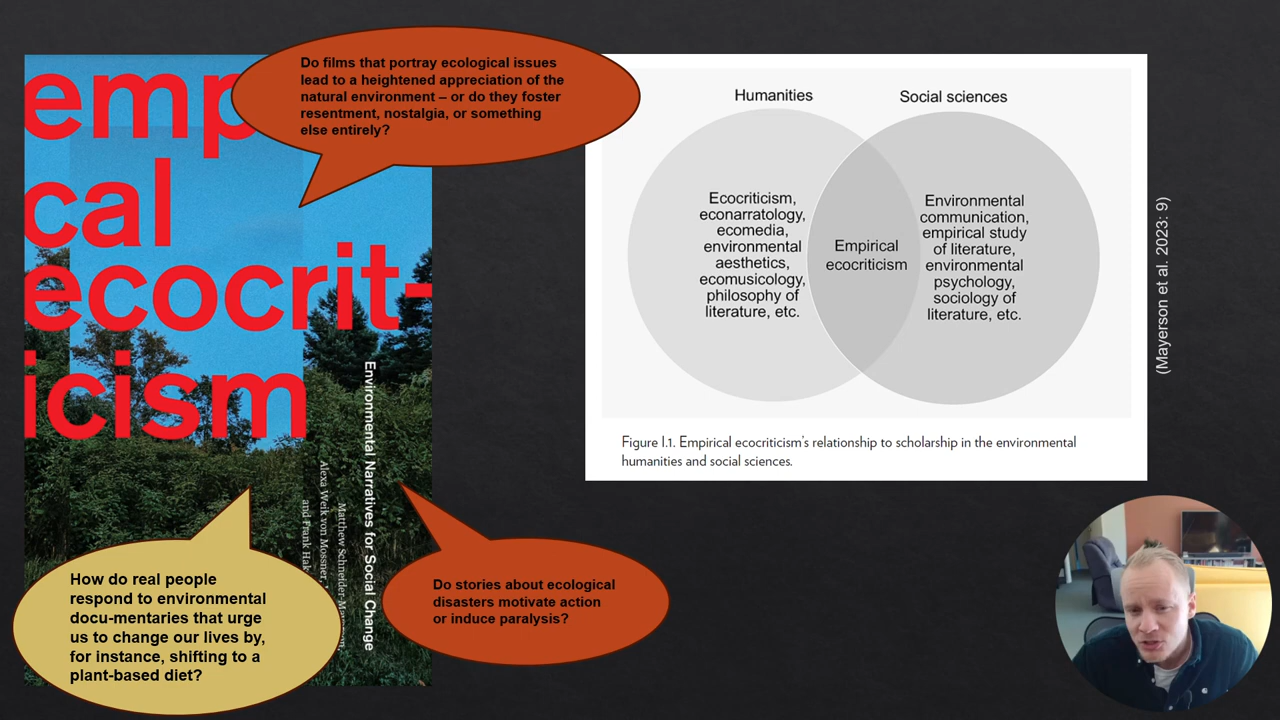 emp
cal
ecocrit-
icism
Environmental Narratives for Social Change
Matthew Schneider-
Alexa Weik von Mossner,
and Frank Hak
Do films that portray ecological issues
lead to a heightened appreciation of the
natural environment – or do they foster
resentment, nostalgia, or something
else entirely?
How do real people
respond to environmental
docu-mentaries that urge
us to change our lives by,
for instance, shifting to a
plant-based diet?
Do stories about ecological
disasters motivate action
or induce paralysis?
Humanities
Social sciences
Ecocriticism,
econarratology,
ecomedia,
environmental
aesthetics,
ecomusicology,
philosophy of
literature, etc.
Empirical
ecocriticism
Environmental
communication,
empirical study
of literature,
environmental
psychology,
sociology of
literature, etc.
Figure I.1. Empirical ecocriticism's relationship to scholarship in the environmental
humanities and social sciences.
(Mayerson et al. 2023: 9)